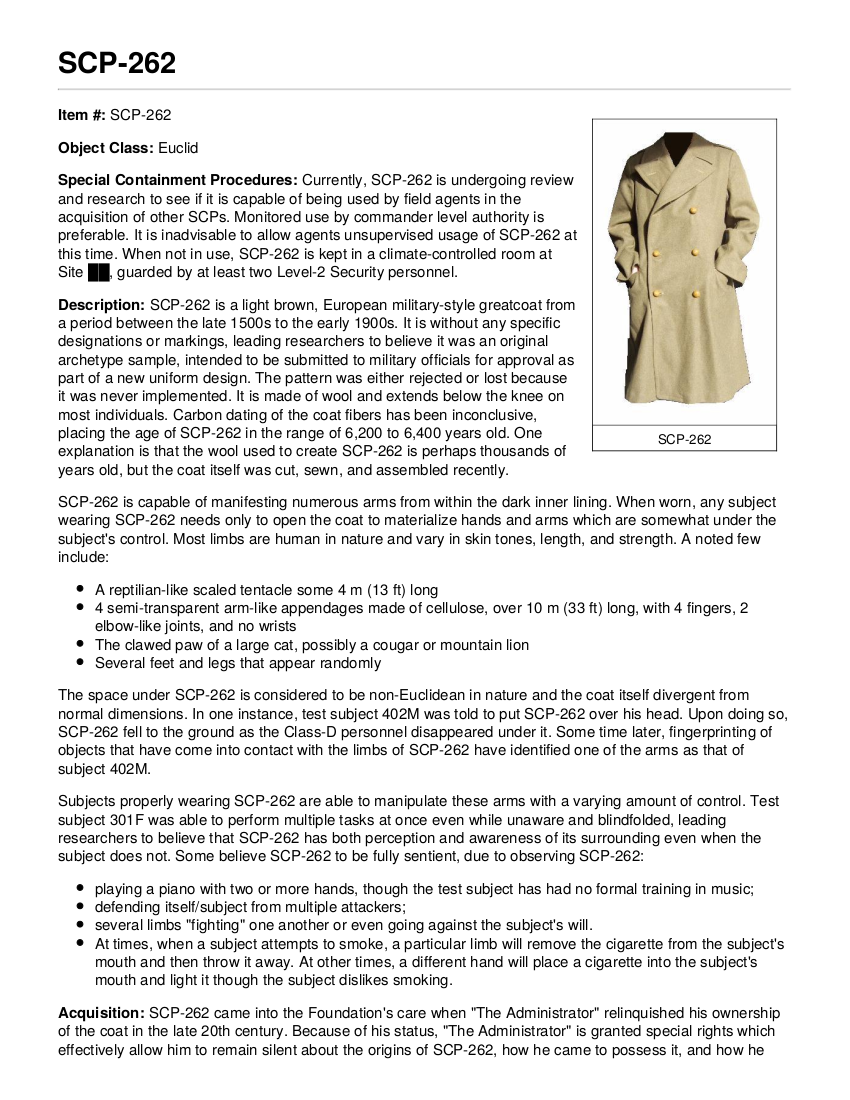 SCP-262
Item #: SCP-262
Object Class: Euclid
Special Containment Procedures: Currently, SCP-262 is undergoing review
and research to see if it is capable of being used by field agents in the
acquisition of other SCPs. Monitored use by commander level authority is
preferable. It is inadvisable to allow agents unsupervised usage of SCP-262 at
this time. When not in use, SCP-262 is kept in a climate-controlled room at
Site ██, guarded by at least two Level-2 Security personnel.
Description: SCP-262 is a light brown, European military-style greatcoat from
a period between the late 1500s to the early 1900s. It is without any specific
designations or markings, leading researchers to believe it was an original
archetype sample, intended to be submitted to military officials for approval as
part of a new uniform design. The pattern was either rejected or lost because
it was never implemented. It is made of wool and extends below the knee on
most individuals. Carbon dating of the coat fibers has been inconclusive,
placing the age of SCP-262 in the range of 6,200 to 6,400 years old. One
explanation is that the wool used to create SCP-262 is perhaps thousands of
years old, but the coat itself was cut, sewn, and assembled recently.
SCP-262
SCP-262 is capable of manifesting numerous arms from within the dark inner lining. When worn, any subject
wearing SCP-262 needs only to open the coat to materialize hands and arms which are somewhat under the
subject's control. Most limbs are human in nature and vary in skin tones, length, and strength. A noted few
include:
● A reptilian-like scaled tentacle some 4 m (13 ft) long
● 4 semi-transparent arm-like appendages made of cellulose, over 10 m (33 ft) long, with 4 fingers, 2
elbow-like joints, and no wrists
● The clawed paw of a large cat, possibly a cougar or mountain lion
● Several feet and legs that appear randomly
The space under SCP-262 is considered to be non-Euclidean in nature and the coat itself divergent from
normal dimensions. In one instance, test subject 402M was told to put SCP-262 over his head. Upon doing so,
SCP-262 fell to the ground as the Class-D personnel disappeared under it. Some time later, fingerprinting of
objects that have come into contact with the limbs of SCP-262 have identified one of the arms as that of
subject 402M.
Subjects properly wearing SCP-262 are able to manipulate these arms with a varying amount of control. Test
subject 301F was able to perform multiple tasks at once even while unaware and blindfolded, leading
researchers to believe that SCP-262 has both perception and awareness of its surrounding even when the
subject does not. Some believe SCP-262 to be fully sentient, due to observing SCP-262:
● playing a piano with two or more hands, though the test subject has had no formal training in music;
● defending itself/subject from multiple attackers;
● several limbs "fighting" one another or even going against the subject's will.
● At times, when a subject attempts to smoke, a particular limb will remove the cigarette from the subject's
mouth and then throw it away. At other times, a different hand will place a cigarette into the subject's
mouth and light it though the subject dislikes smoking.
Acquisition: SCP-262 came into the Foundation's care when "The Administrator" relinquished his ownership
of the coat in the late 20th century. Because of his status, "The Administrator" is granted special rights which
effectively allow him to remain silent about the origins of SCP-262, how he came to possess it, and how he